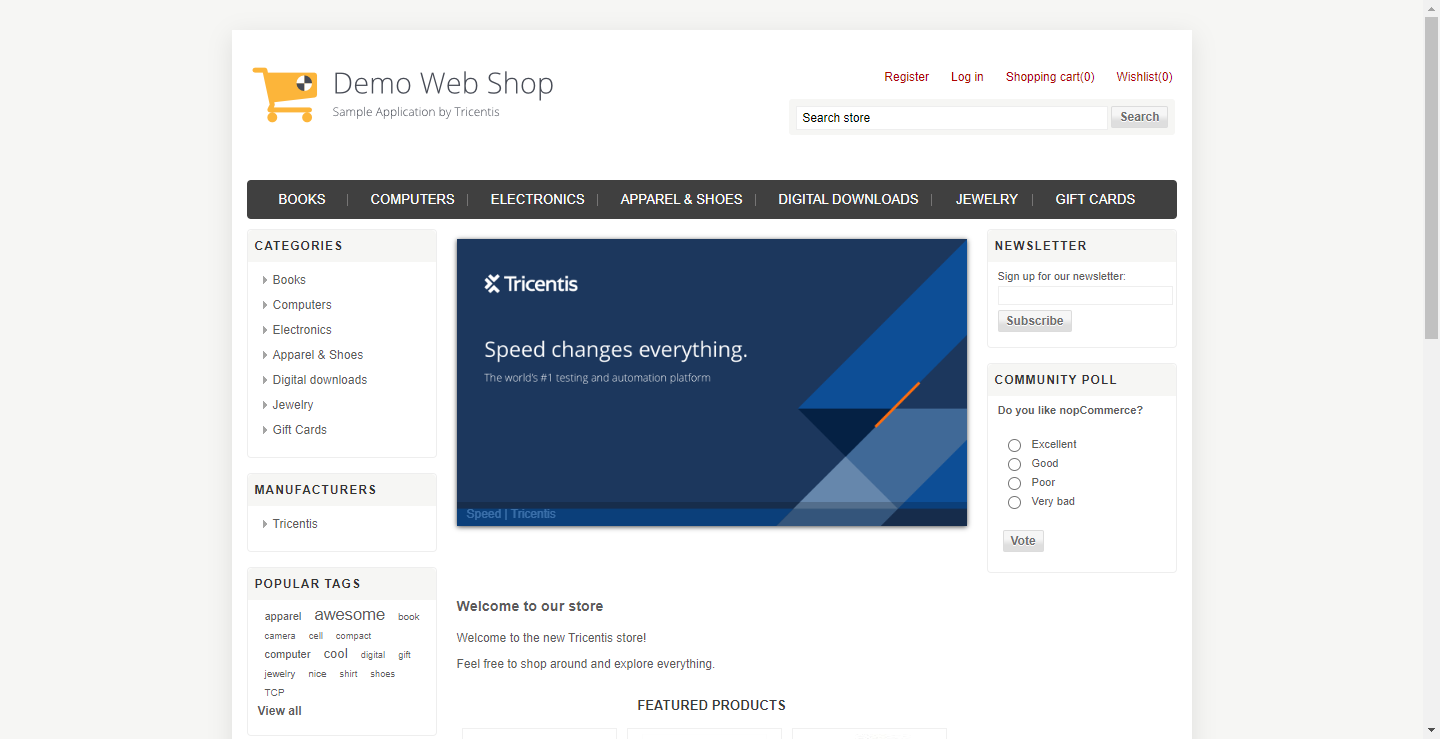 Demo Web Shop
Sample Application by Tricentis
Register Log in Shopping cart(0) Wishlist(0)
Search store Search
BOOKS COMPUTERS ELECTRONICS APPAREL & SHOES DIGITAL DOWNLOADS JEWELRY GIFT CARDS
CATEGORIES
Books
Computers
Electronics
Apparel & Shoes
Digital downloads
Jewelry
Gift Cards
MANUFACTURERS
Tricentis
POPULAR TAGS
apparel awesome book
camera cell compact
computer cool digital gift
jewelry nice shirt shoes
TCP
View all
Tricentis
Speed changes everything.
The world's #1 testing and automation platform
Speed | Tricentis
Welcome to our store
Welcome to the new Tricentis store!
Feel free to shop around and explore everything.
FEATURED PRODUCTS
NEWSLETTER
Sign up for our newsletter:
Subscribe
COMMUNITY POLL
Do you like nopCommerce?
Excellent
Good
Poor
Very bad
Vote